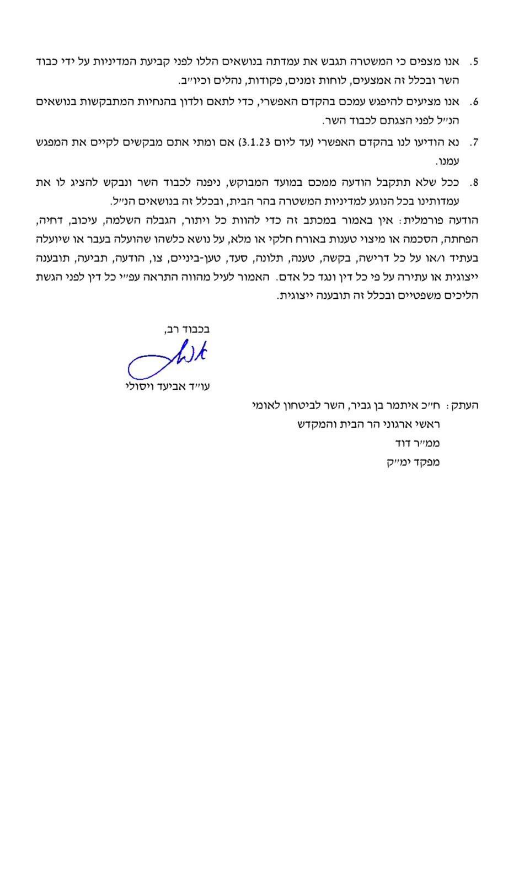 5. אנו מצפים כי המשטרה תגבש את עמדתה בנושאים הללו לפני קביעת המדיניות על ידי כבוד
השר ובכלל זה אמצעים, לוחות זמנים, פקודות, נהלים וכיו״ב.
6. אנו מציעים להיפגש עמכם בהקדם האפשרי, כדי לתאם ולדון בהנחיות המתבקשות בנושאים
הנ״ל לפני הצגתם לכבוד השר.
7. נא הודיעו לנו בהקדם האפשרי (עד ליום 3.1.23) אם ומתי אתם מבקשים לקיים את המפגש
עמנו.
8. ככל שלא תתקבל הודעה ממכם במועד המבוקש, ניפנה לכבוד השר ונבקש להציג לו את
עמדותינו בכל הנוגע למדיניות המשטרה בהר הבית, ובכלל זה בנושאים הנ״ל.
הודעה פורמלית: אין באמור במכתב זה כדי להוות כל ויתור, הגבלה השלמה, עיכוב, דחיה,
הפחתה, הסכמה או מיצוי טענות באורח חלקי או מלא, על נושא כלשהו שהועלה בעבר או שיועלה
בעתיד ו/או על כל דרישה, בקשה, טענה, תלונה, סעד, טען-ביניים, צו, הודעה, תביעה, תובענה
ייצוגית או עתירה על פי כל דין ונגד כל אדם. האמור לעיל מהווה התראה עפ״י כל דין לפני הגשת
הליכים משפטיים ובכלל זה תובענה ייצוגית.
בכבוד רב,
עו״ד אביעד ויסולי
העתק: ח״כ איתמר בן גביר, השר לביטחון לאומי
ראשי ארגוני הר הבית והמקדש
ממ״ר דוד
מפקד ימ״ק